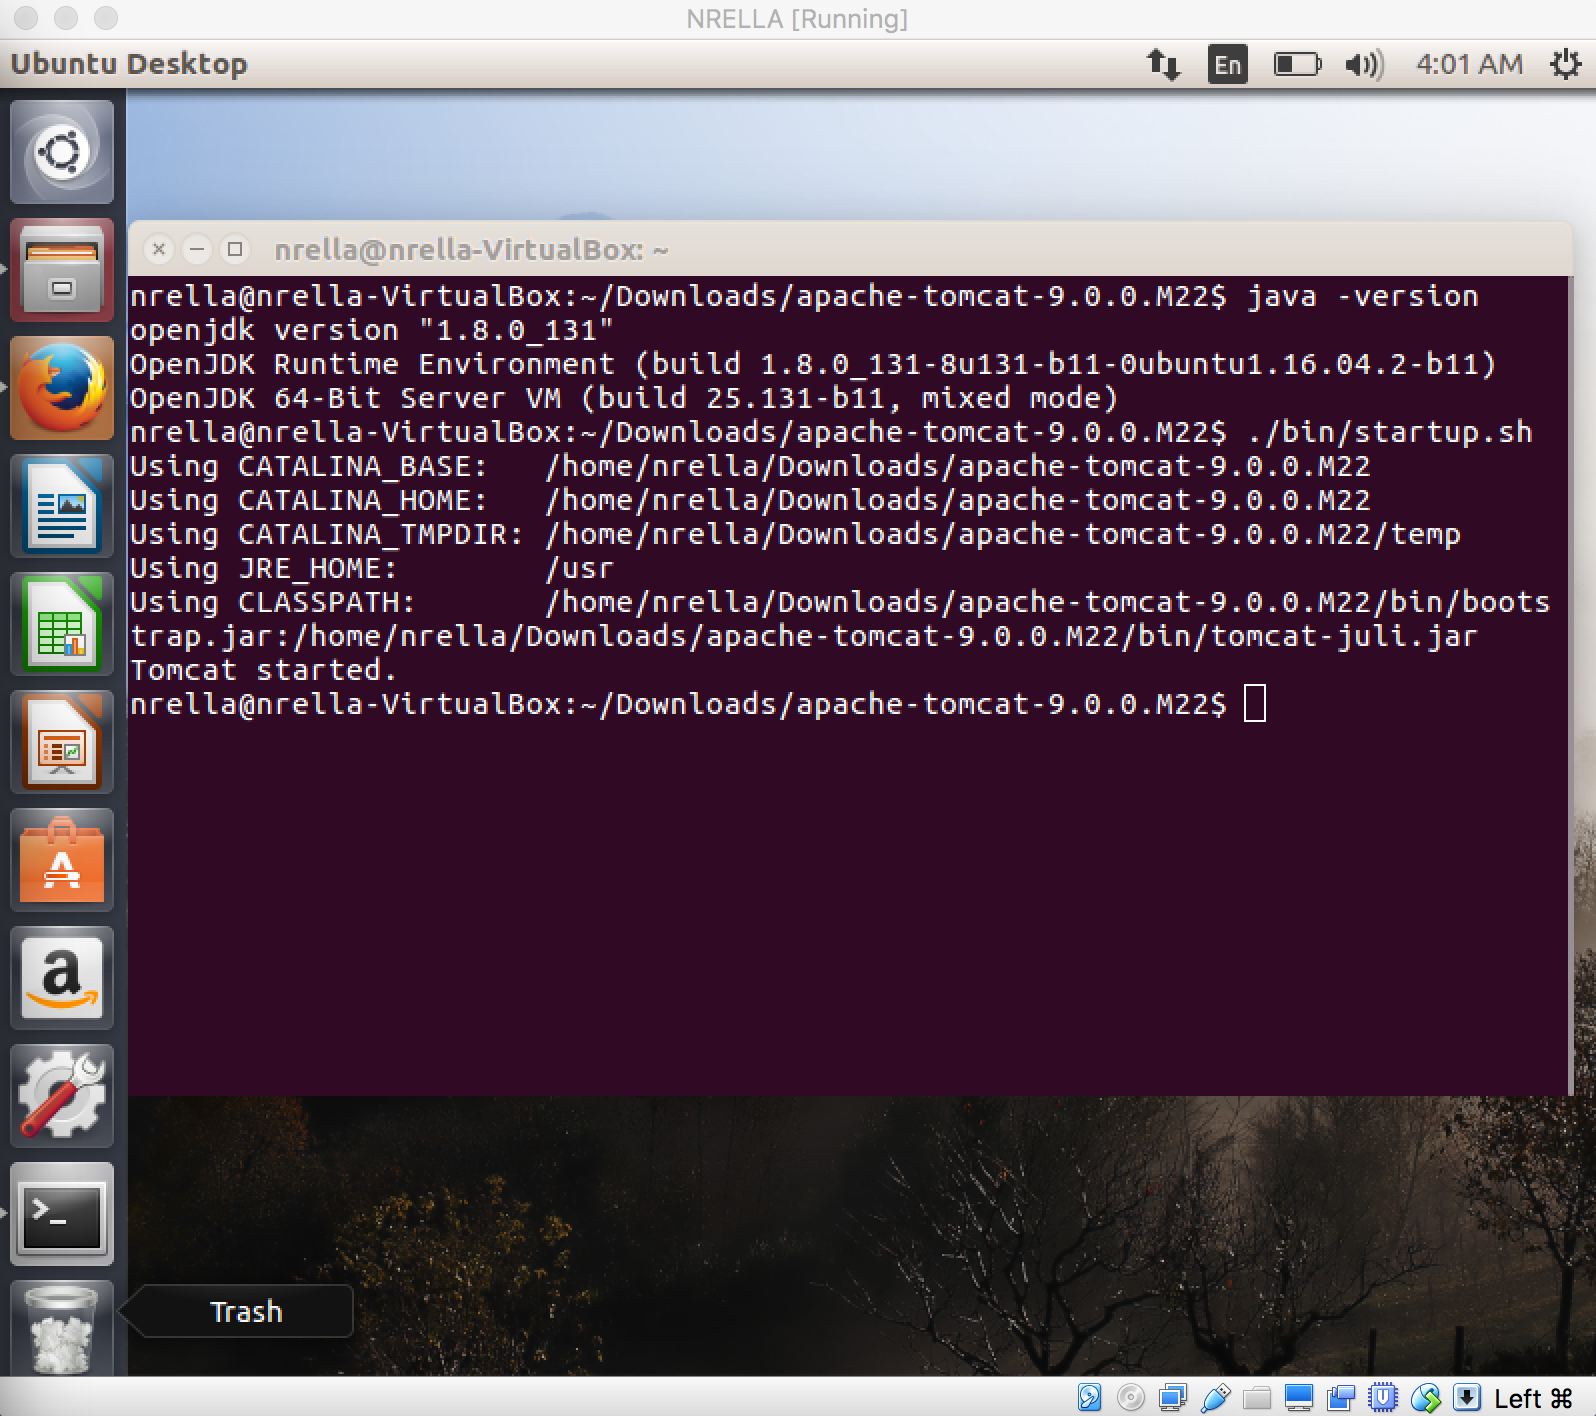 NRELLA [Running]
Ubuntu Desktop
En
4:01 AM
nrella@nrella-VirtualBox: ~
nrella@nrella-VirtualBox:~/Downloads/apache-tomcat-9.0.0.M22$ java -version
openjdk version "1.8.0_131"
OpenJDK Runtime Environment (build 1.8.0_131-8u131-b11-0ubuntu1.16.04.2-b11)
OpenJDK 64-Bit Server VM (build 25.131-b11, mixed mode)
nrella@nrella-VirtualBox:~/Downloads/apache-tomcat-9.0.0.M22$ ./bin/startup.sh
Using CATALINA_BASE:   /home/nrella/Downloads/apache-tomcat-9.0.0.M22
Using CATALINA_HOME:   /home/nrella/Downloads/apache-tomcat-9.0.0.M22
Using CATALINA_TMPDIR: /home/nrella/Downloads/apache-tomcat-9.0.0.M22/temp
Using JRE_HOME:        /usr
Using CLASSPATH:       /home/nrella/Downloads/apache-tomcat-9.0.0.M22/bin/boots
trap.jar:/home/nrella/Downloads/apache-tomcat-9.0.0.M22/bin/tomcat-juli.jar
Tomcat started.
nrella@nrella-VirtualBox:~/Downloads/apache-tomcat-9.0.0.M22$
Trash
Left ⌘